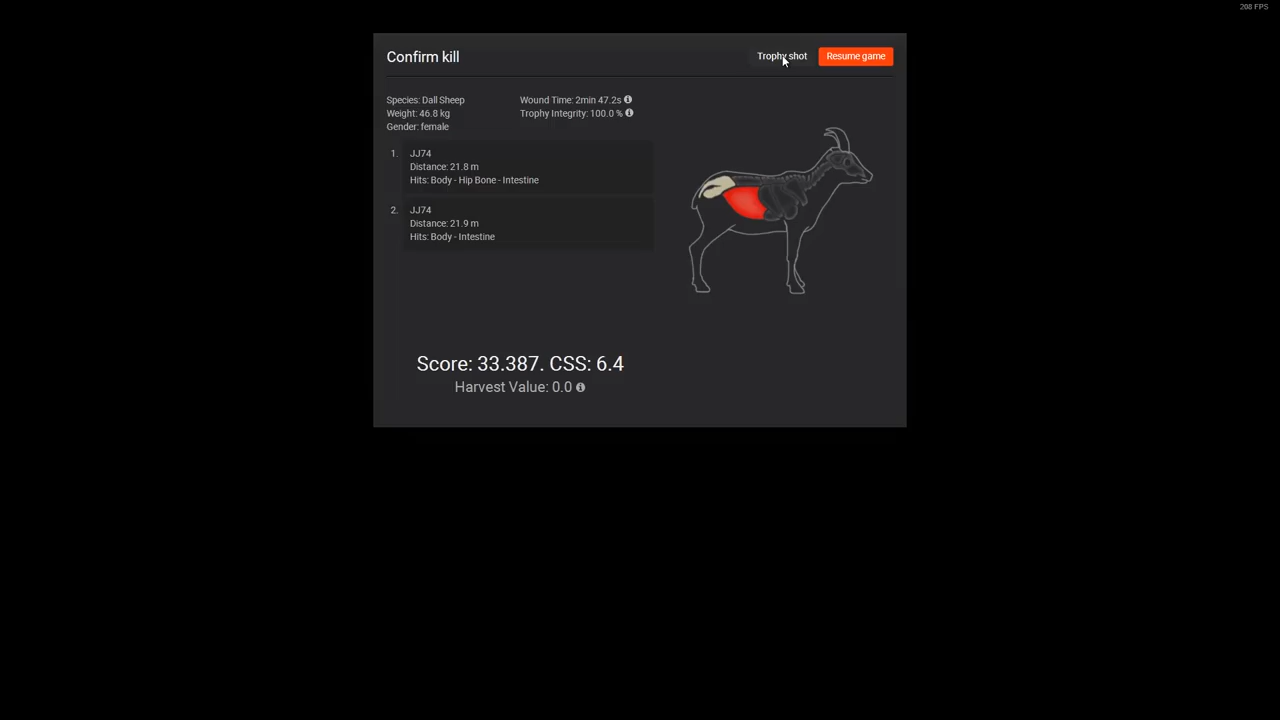 208 FPS
Confirm kill
Trophy shot
Resume game
Species: Dall Sheep
Weight: 46.8 kg
Gender: female
Wound Time: 2min 47.2s
Trophy Integrity: 100.0 %
1. JJ74
Distance: 21.8 m
Hits: Body - Hip Bone - Intestine
2. JJ74
Distance: 21.9 m
Hits: Body - Intestine
Score: 33.387. CSS: 6.4
Harvest Value: 0.0